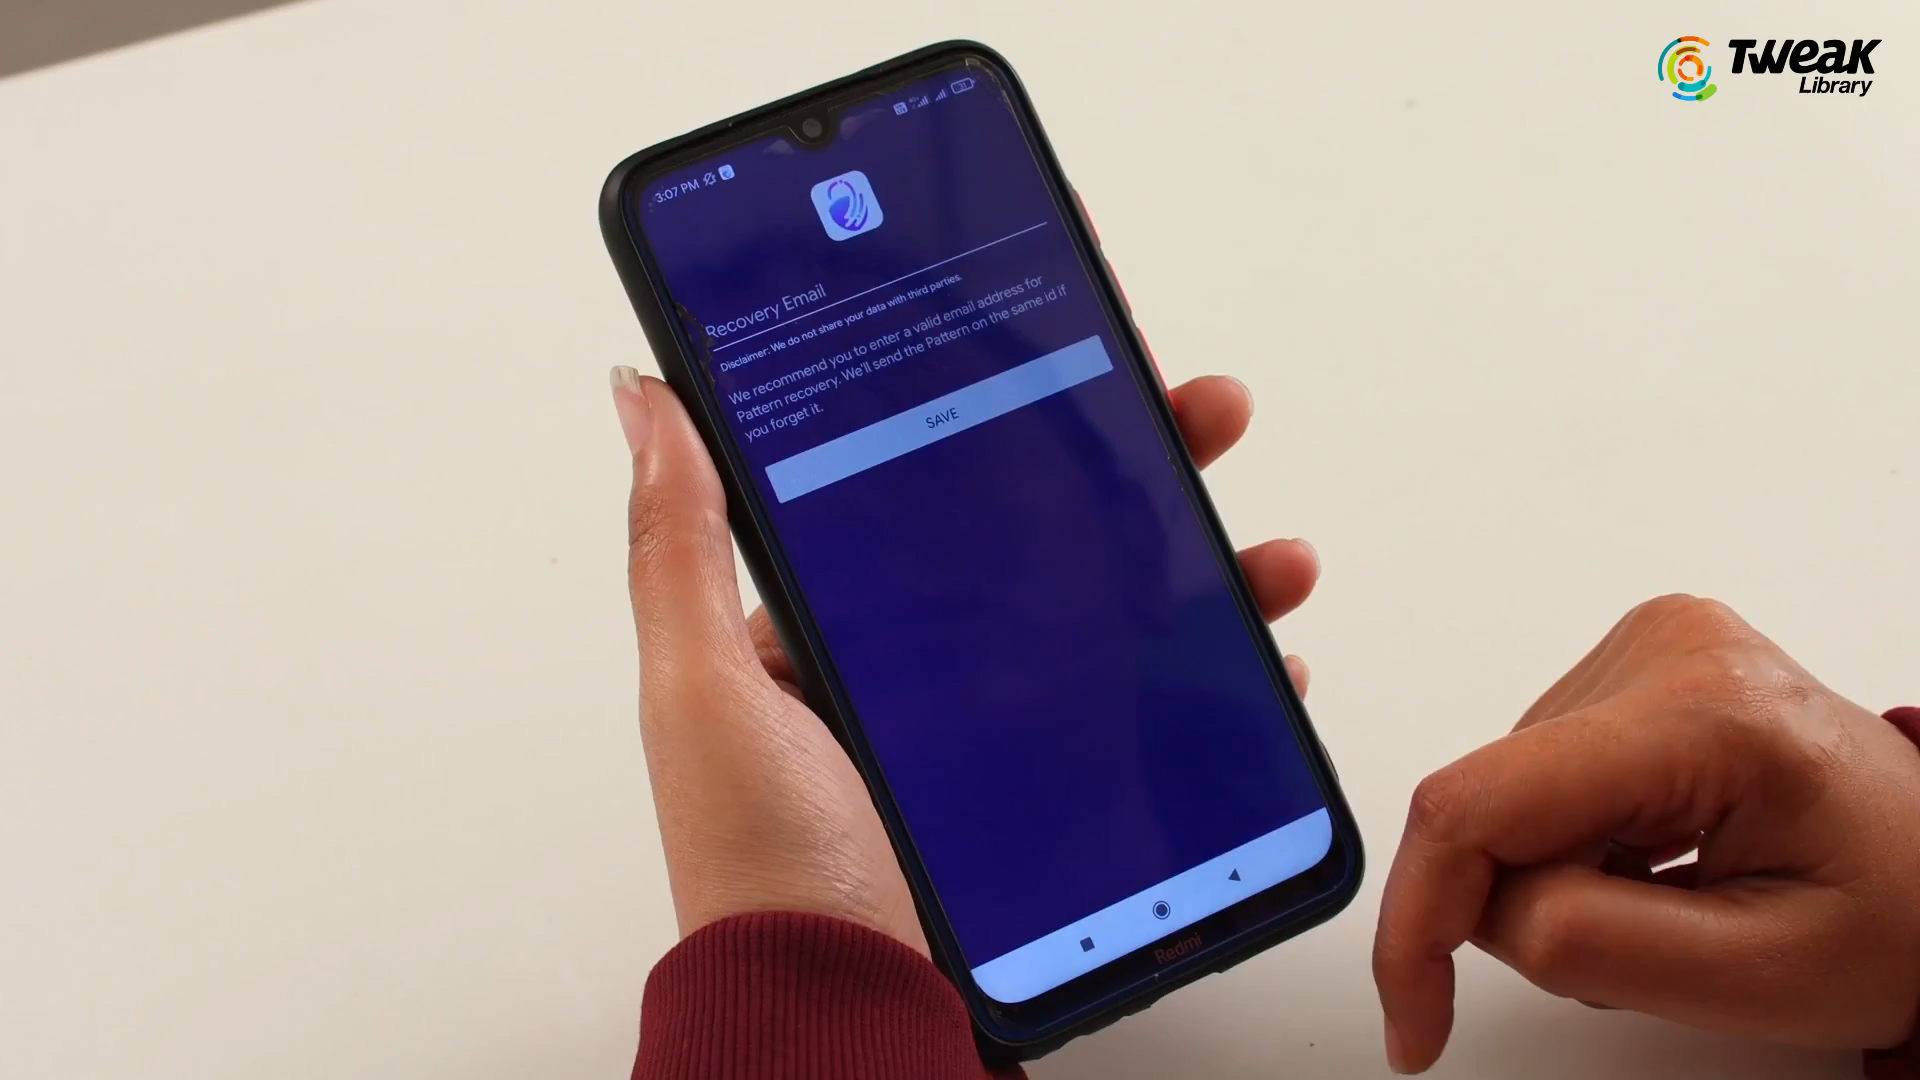 TWEAK
Library
3:07 PM
Recovery Email
Disclaimer: We do not share your data with third parties.
We recommend you to enter a valid email address for
Pattern recovery. We'll send the Pattern on the same id if
you forget it.
SAVE
Redmi